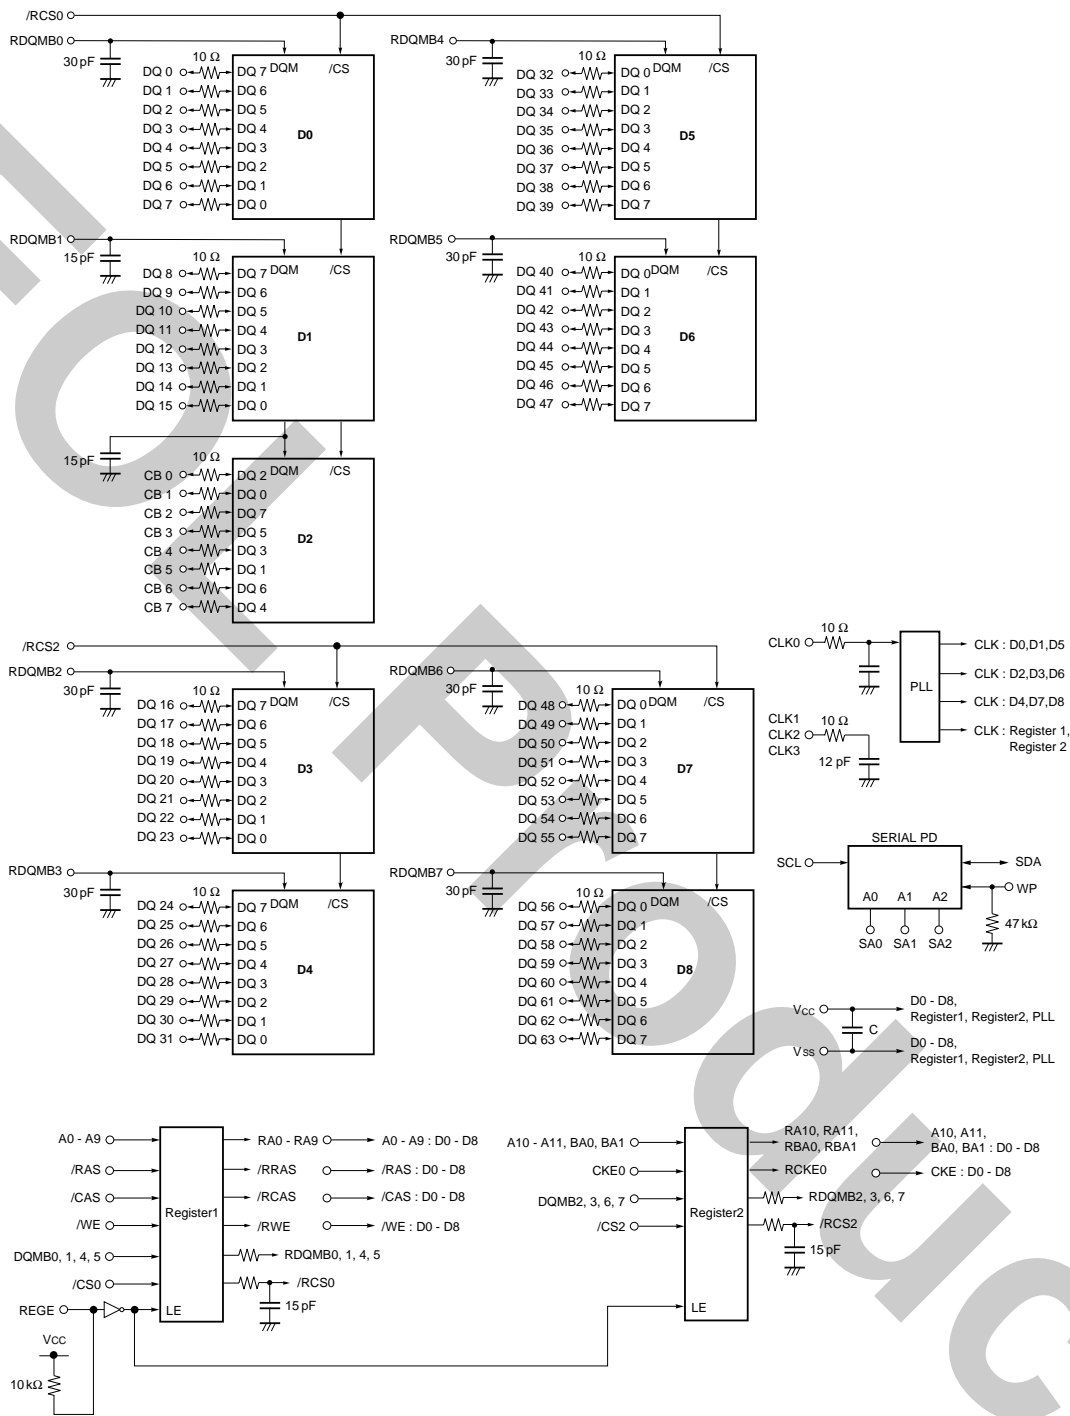 /RCS0
RDQMB0
30 pF
10 Ω
DQM
/CS
DQ 0 DQ 7
DQ 1 DQ 6
DQ 2 DQ 5
DQ 3 DQ 4
DQ 4 DQ 3
DQ 5 DQ 2
DQ 6 DQ 1
DQ 7 DQ 0
D0
RDQMB4
30 pF
10 Ω
DQM
/CS
DQ 32 DQ 0
DQ 33 DQ 1
DQ 34 DQ 2
DQ 35 DQ 3
DQ 36 DQ 4
DQ 37 DQ 5
DQ 38 DQ 6
DQ 39 DQ 7
D5
RDQMB1
15 pF
10 Ω
DQM
/CS
DQ 8 DQ 7
DQ 9 DQ 6
DQ 10 DQ 5
DQ 11 DQ 4
DQ 12 DQ 3
DQ 13 DQ 2
DQ 14 DQ 1
DQ 15 DQ 0
D1
RDQMB5
30 pF
10 Ω
DQM
/CS
DQ 40 DQ 0
DQ 41 DQ 1
DQ 42 DQ 2
DQ 43 DQ 3
DQ 44 DQ 4
DQ 45 DQ 5
DQ 46 DQ 6
DQ 47 DQ 7
D6
15 pF
10 Ω
DQM
/CS
CB 0 DQ 2
CB 1 DQ 0
CB 2 DQ 7
CB 3 DQ 5
CB 4 DQ 3
CB 5 DQ 1
CB 6 DQ 6
CB 7 DQ 4
D2
/RCS2
RDQMB2
30 pF
10 Ω
DQM
/CS
DQ 16 DQ 7
DQ 17 DQ 6
DQ 18 DQ 5
DQ 19 DQ 4
DQ 20 DQ 3
DQ 21 DQ 2
DQ 22 DQ 1
DQ 23 DQ 0
D3
RDQMB6
30 pF
10 Ω
DQM
/CS
DQ 48 DQ 0
DQ 49 DQ 1
DQ 50 DQ 2
DQ 51 DQ 3
DQ 52 DQ 4
DQ 53 DQ 5
DQ 54 DQ 6
DQ 55 DQ 7
D7
RDQMB3
30 pF
10 Ω
DQM
/CS
DQ 24 DQ 7
DQ 25 DQ 6
DQ 26 DQ 5
DQ 27 DQ 4
DQ 28 DQ 3
DQ 29 DQ 2
DQ 30 DQ 1
DQ 31 DQ 0
D4
RDQMB7
30 pF
10 Ω
DQM
/CS
DQ 56 DQ 0
DQ 57 DQ 1
DQ 58 DQ 2
DQ 59 DQ 3
DQ 60 DQ 4
DQ 61 DQ 5
DQ 62 DQ 6
DQ 63 DQ 7
D8
CLK0
10 Ω
PLL
CLK : D0,D1,D5
CLK : D2,D3,D6
CLK : D4,D7,D8
CLK : Register 1,
Register 2
CLK1
CLK2
CLK3
10 Ω
12 pF
SERIAL PD
SCL
SDA
WP
A0 A1 A2
47 kΩ
SA0 SA1 SA2
VCC
D0 - D8,
Register1, Register2, PLL
C
VSS
D0 - D8,
Register1, Register2, PLL
A0 - A9 RA0 - RA9 A0 - A9 : D0 - D8
/RAS /RRAS /RAS : D0 - D8
/CAS /RCAS /CAS : D0 - D8
Register1
/WE /RWE /WE : D0 - D8
DQMB0, 1, 4, 5 RDQMB0, 1, 4, 5
/CS0 /RCS0
15 pF
REGE
LE
VCC
10 kΩ
A10 - A11, BA0, BA1
RA10, RA11,
RBA0, RBA1
A10, A11,
BA0, BA1 : D0 - D8
CKE0 RCKE0 CKE : D0 - D8
DQMB2, 3, 6, 7 RDQMB2, 3, 6, 7
Register2
/CS2 /RCS2
15 pF
LE
EOL Product